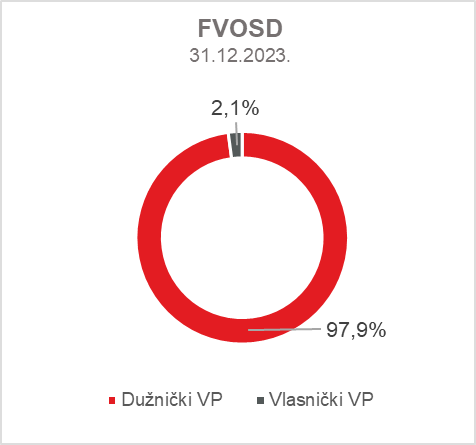 FVOSD
31.12.2023.
2,1%
97,9%
Dužnički VP
Vlasnički VP